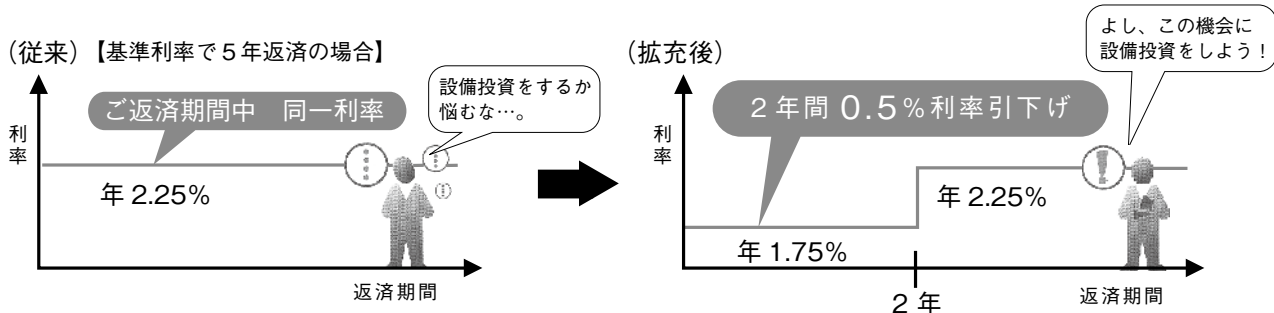 (従来)【基準利率で5年返済の場合】
利率
ご返済期間中 同一利率
設備投資をするか
悩むな…。
年 2.25%
返済期間
(拡充後)
よし、この機会に
設備投資をしよう!
利率
2年間 0.5%利率引下げ
年 2.25%
年 1.75%
2年
返済期間